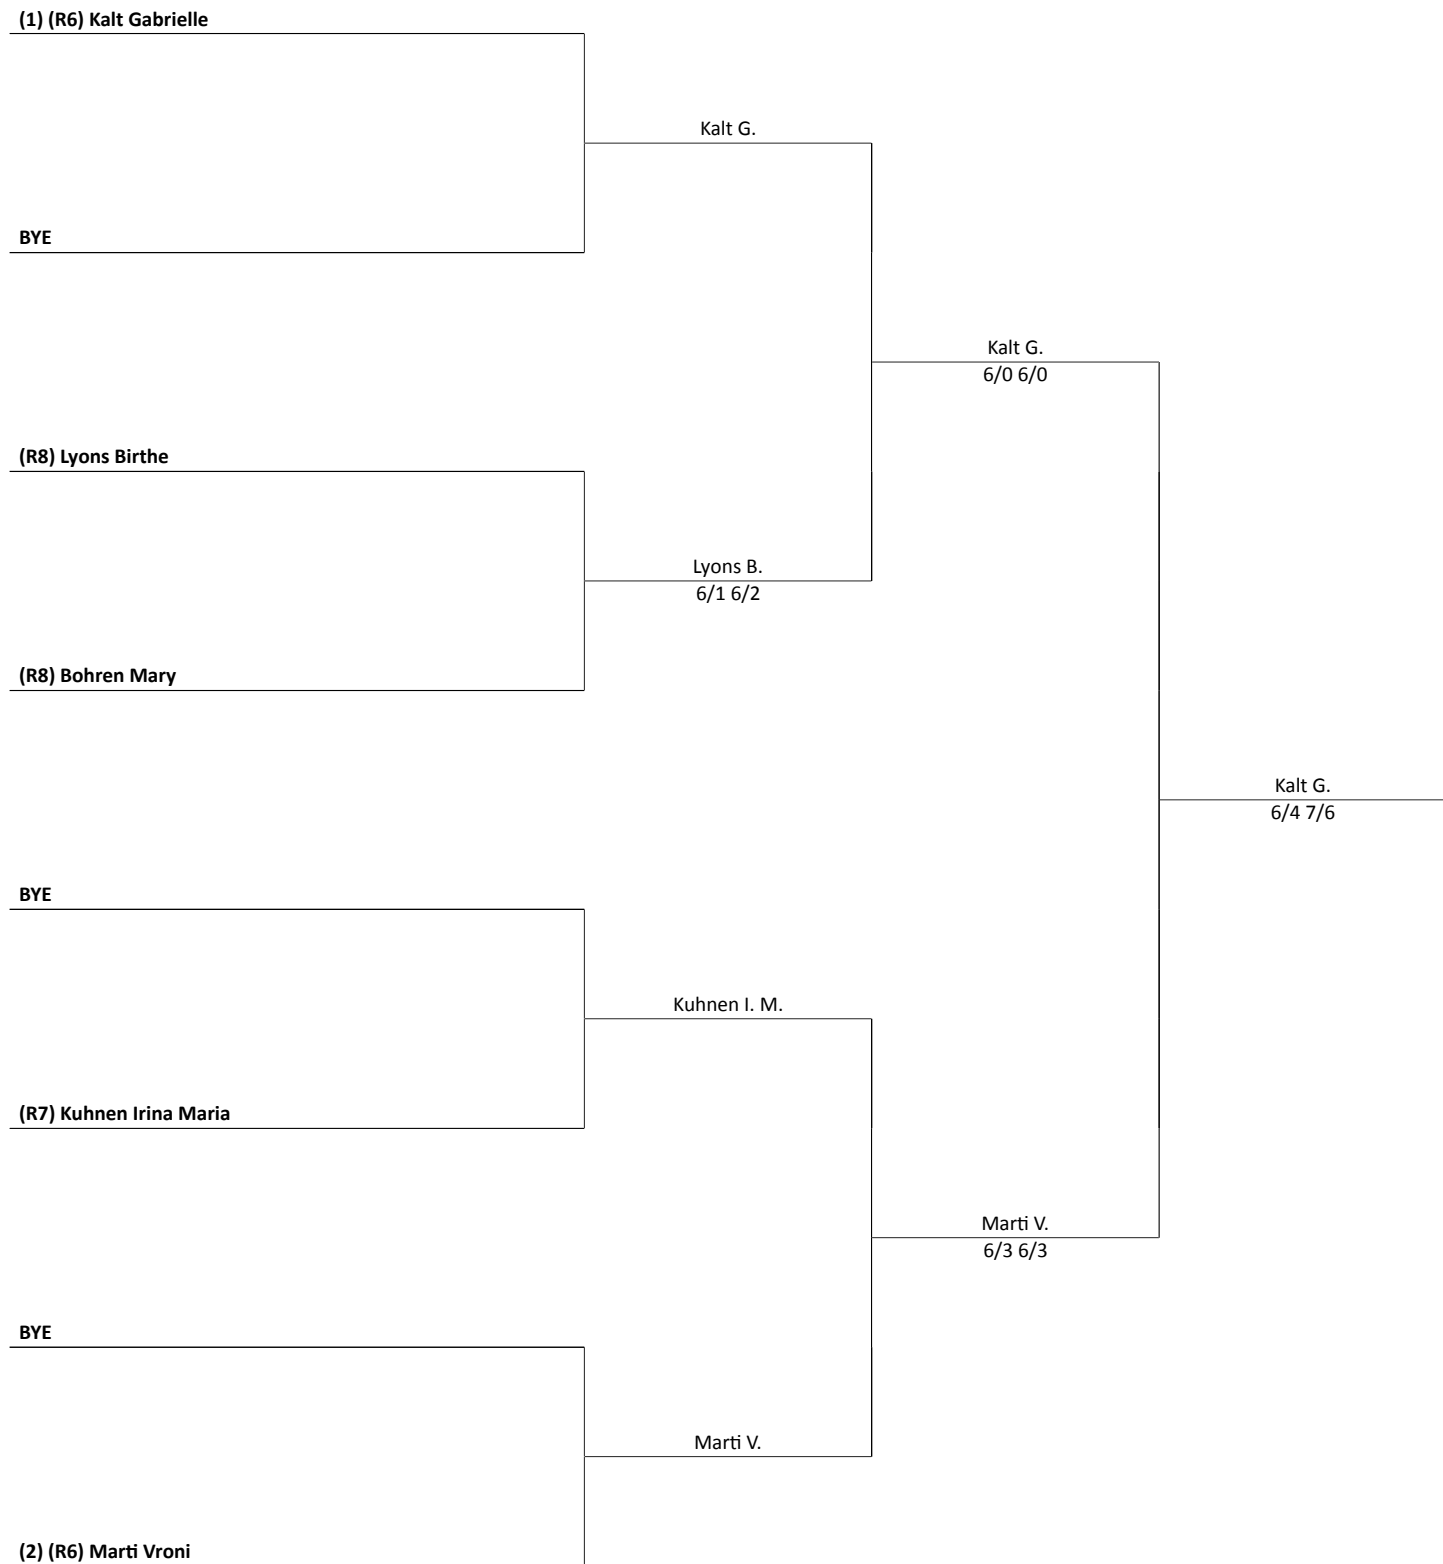 (1) (R6) Kalt Gabrielle
Kalt G.
BYE
Kalt G.
6/0 6/0
(R8) Lyons Birthe
Lyons B.
6/1 6/2
(R8) Bohren Mary
Kalt G.
6/4 7/6
BYE
Kuhnen I. M.
(R7) Kuhnen Irina Maria
Marti V.
6/3 6/3
BYE
Marti V.
(2) (R6) Marti Vroni